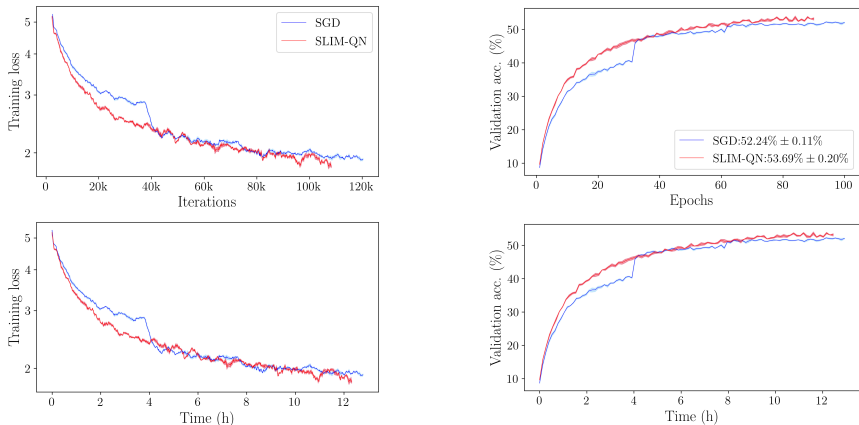 5
4
3
2
Training loss
SGD
SLIM-QN
0
20k
40k
60k
80k
100k
120k
Iterations
50
40
30
20
10
Validation acc. (%)
SGD:52.24% ± 0.11%
SLIM-QN:53.69% ± 0.20%
0
20
40
60
80
100
Epochs
5
4
3
2
Training loss
0
2
4
6
8
10
12
Time (h)
50
40
30
20
10
Validation acc. (%)
0
2
4
6
8
10
12
Time (h)